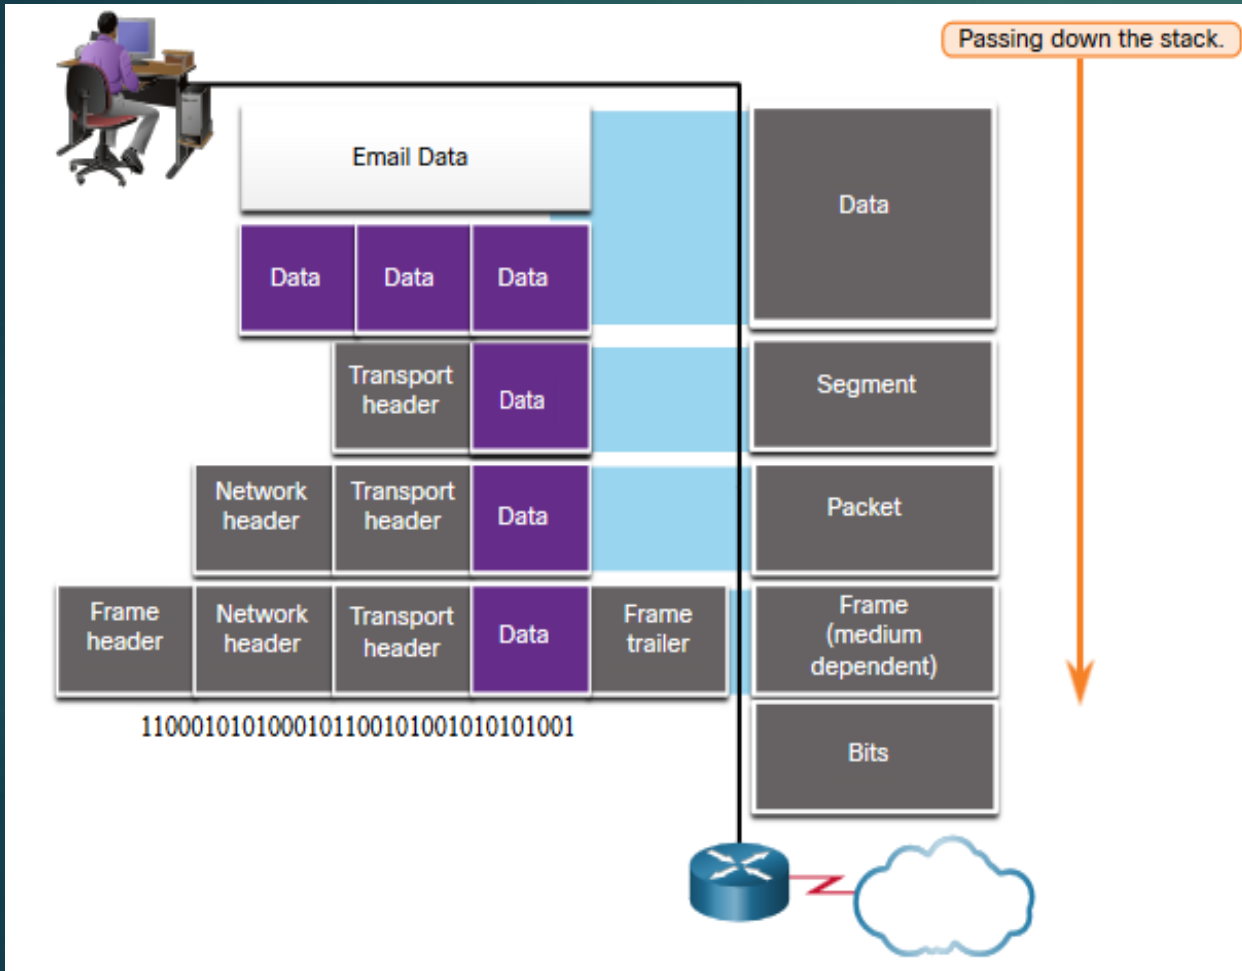 Passing down the stack.
Email Data
Data
Data
Data
Data
Transport
header
Data
Segment
Network
header
Transport
header
Data
Packet
Frame
header
Network
header
Transport
header
Data
Frame
trailer
Frame
(medium
dependent)
1100010101000101100101001010101001
Bits